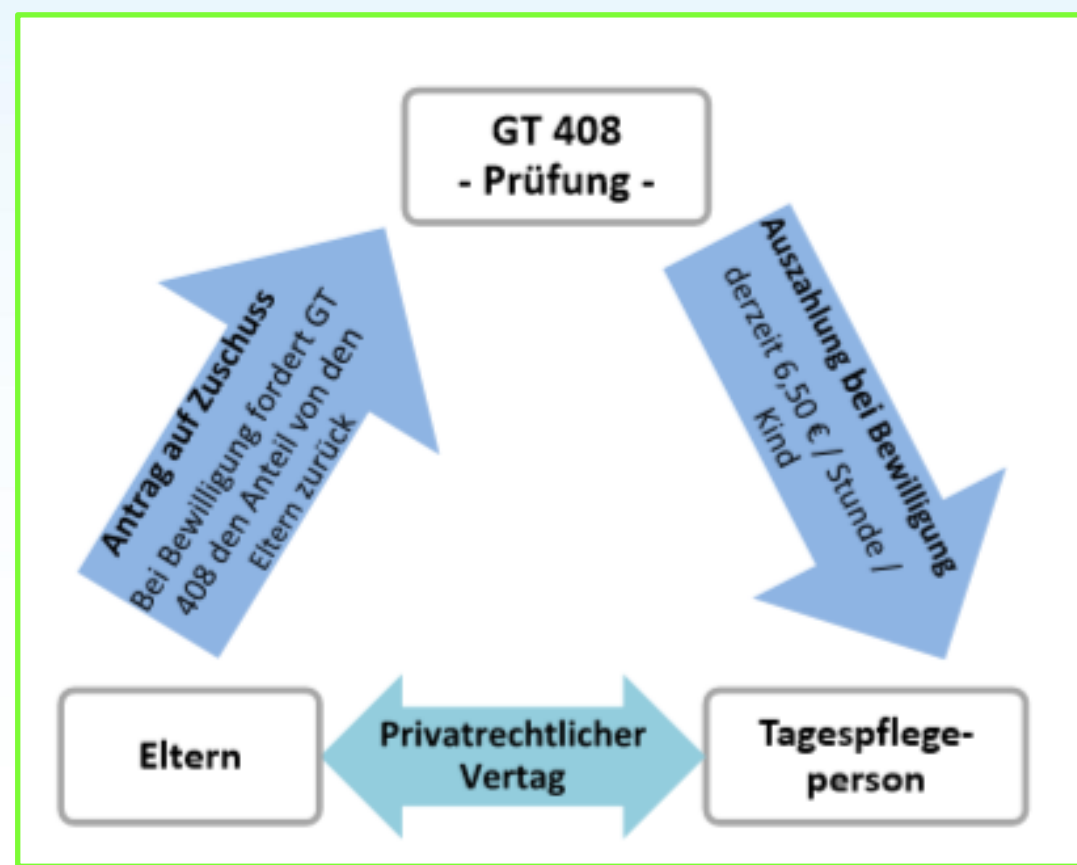 GT 408
- Prüfung -
Antrag auf Zuschuss
Bei Bewilligung fordert GT
408 den Anteil von den
Eltern zurück
Auszahlung bei Bewilligung
derzeit 6,50 € / Stunde /
Kind
Eltern
Privatrechtlicher
Vertag
Tagespflege-
person